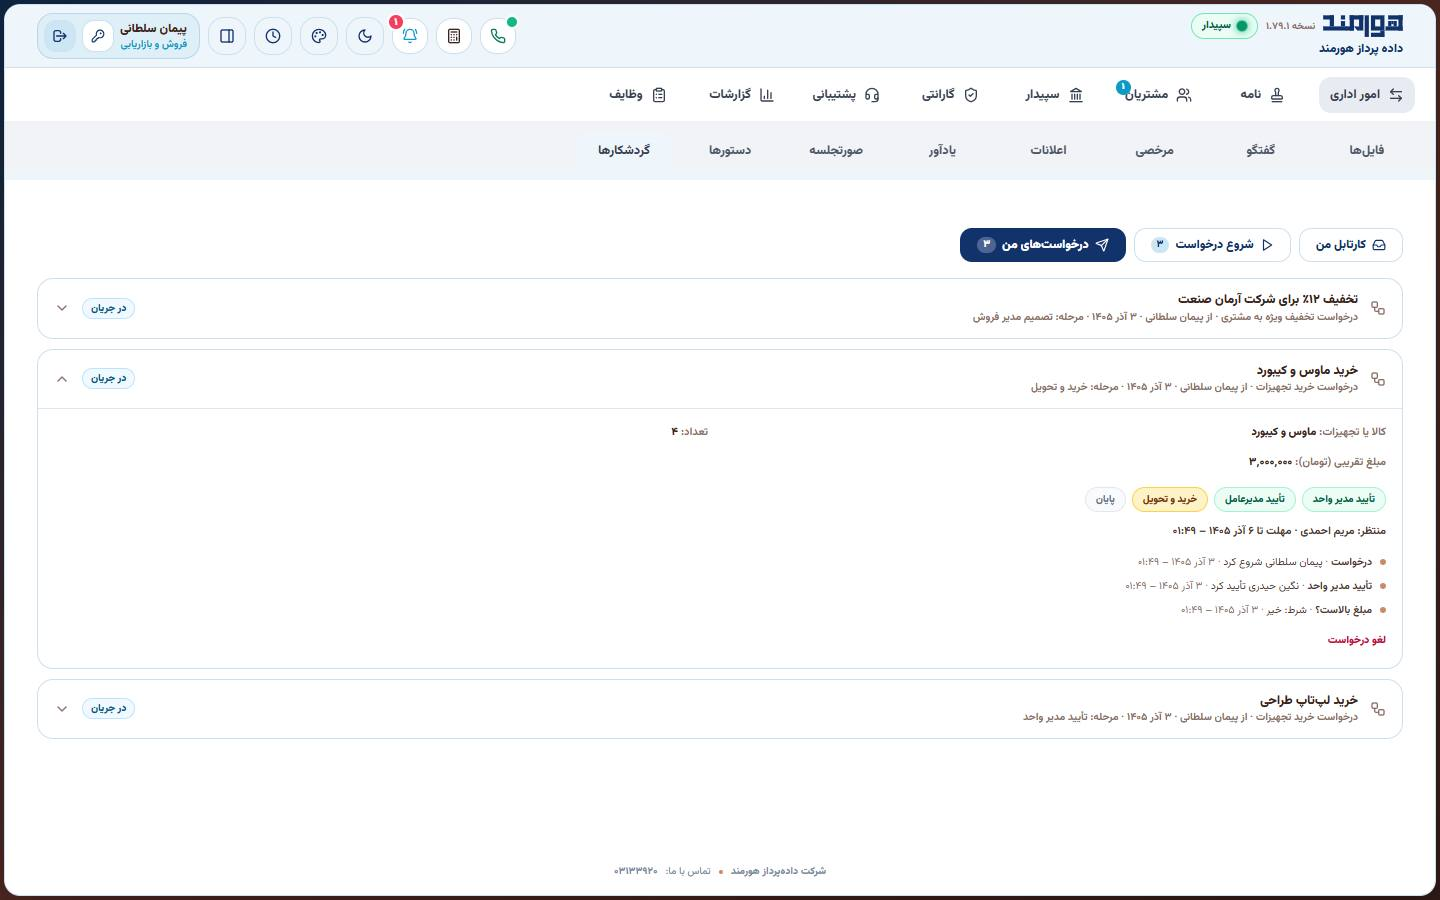 هورمند
نسخه ۱.۷۹.۱
سپیدار
داده پرداز هورمند
۱
پیمان سلطانی
فروش و بازاریابی
امور اداری
نامه
مشتریان ۱
سپیدار
گارانتی
پشتیبانی
گزارشات
وظایف
فایل‌ها
گفتگو
مرخصی
اعلانات
یادآور
صورتجلسه
دستورها
گردشکارها
کارتابل من
شروع درخواست ۳
درخواست‌های من ۳
تخفیف ۱۲٪ برای شرکت آرمان صنعت
درخواست تخفیف ویژه به مشتری · از پیمان سلطانی · ۳ آذر ۱۴۰۵ · مرحله: تصمیم مدیر فروش
در جریان
خرید ماوس و کیبورد
درخواست خرید تجهیزات · از پیمان سلطانی · ۳ آذر ۱۴۰۵ · مرحله: خرید و تحویل
در جریان
کالا یا تجهیزات: ماوس و کیبورد
تعداد: ۴
مبلغ تقریبی (تومان): ۳,۰۰۰,۰۰۰
تأیید مدیر واحد
تأیید مدیرعامل
خرید و تحویل
پایان
منتظر: مریم احمدی · مهلت تا ۶ آذر ۱۴۰۵ – ۰۱:۴۹
درخواست · پیمان سلطانی شروع کرد · ۳ آذر ۱۴۰۵ – ۰۱:۴۹
تأیید مدیر واحد · نگین حیدری تأیید کرد · ۳ آذر ۱۴۰۵ – ۰۱:۴۹
مبلغ بالاست؟ · شرط: خیر · ۳ آذر ۱۴۰۵ – ۰۱:۴۹
لغو درخواست
خرید لپ‌تاپ طراحی
درخواست خرید تجهیزات · از پیمان سلطانی · ۳ آذر ۱۴۰۵ · مرحله: تأیید مدیر واحد
در جریان
شرکت داده‌پرداز هورمند • تماس با ما: ۰۳۱۳۳۹۲۰